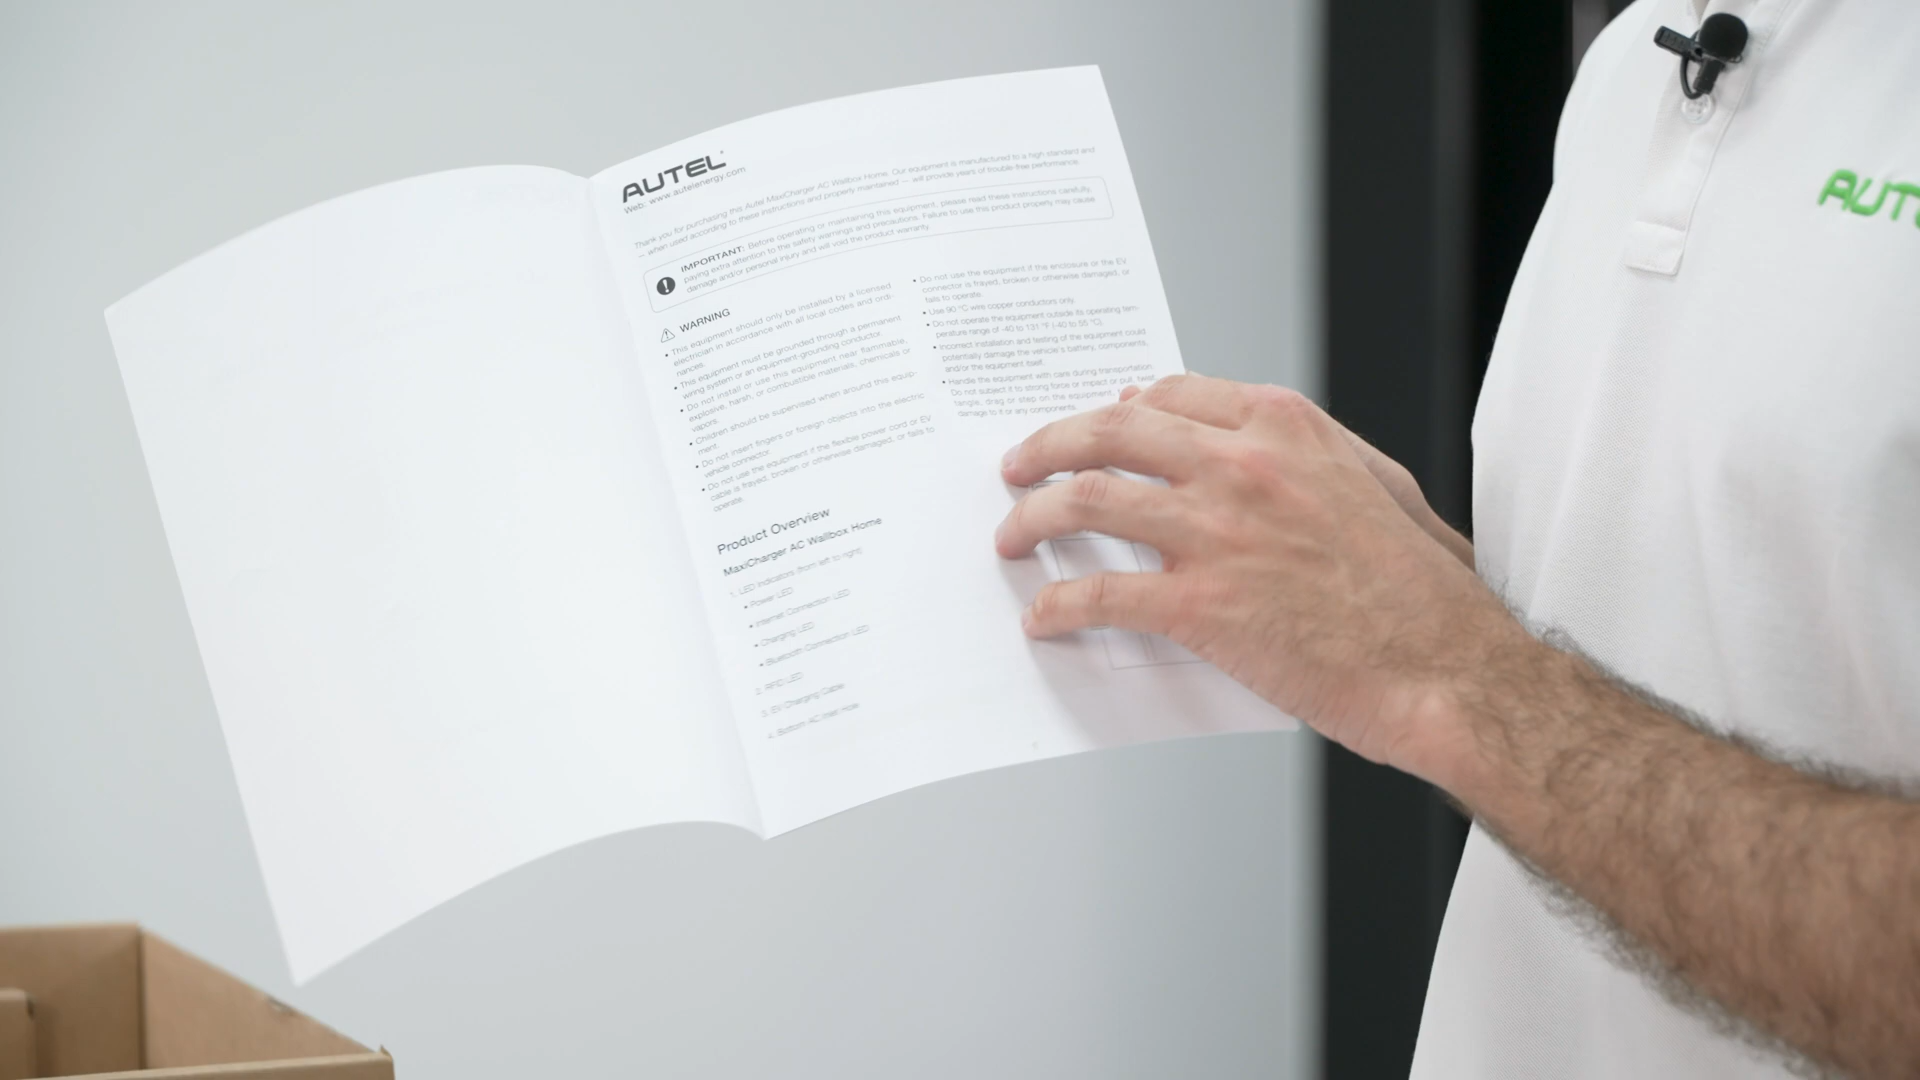 AUTEL
Web: www.autelenergy.com
Thank you for purchasing this Autel MaxiCharger AC Wallbox Home. Our equipment is manufactured to a high standard and
— when used according to these instructions and properly maintained — will provide years of trouble-free performance.
IMPORTANT: Before operating or maintaining this equipment, please read these instructions carefully,
paying extra attention to the safety warnings and precautions. Failure to use this product properly may cause
damage and/or personal injury and will void the product warranty.
WARNING
• This equipment should only be installed by a licensed
electrician in accordance with all local codes and ordi-
nances.
• This equipment must be grounded through a permanent
wiring system or an equipment-grounding conductor.
• Do not install or use this equipment near flammable,
explosive, harsh, or combustible materials, chemicals or
vapors.
• Children should be supervised when around this equip-
ment.
• Do not insert fingers or foreign objects into the electric
vehicle connector.
• Do not use the equipment if the flexible power cord or EV
cable is frayed, broken or otherwise damaged, or fails to
operate.
• Do not use the equipment if the enclosure or the EV
connector is frayed, broken or otherwise damaged, or
fails to operate.
• Use 90 °C wire copper conductors only.
• Do not operate the equipment outside its operating tem-
perature range of -40 to 131 °F (-40 to 55 °C).
• Incorrect installation and testing of the equipment could
potentially damage the vehicle's battery, components,
and/or the equipment itself.
• Handle the equipment with care during transportation.
Do not subject it to strong force or impact or pull, twist,
tangle, drag or step on the equipment,
damage to it or any components.
Product Overview
MaxiCharger AC Wallbox Home
1. LED Indicators (from left to right)
• Power LED
• Internet Connection LED
• Charging LED
• Bluetooth Connection LED
2. RFID LED
3. EV Charging Cable
4. Bottom AC Inlet Hole
AUT